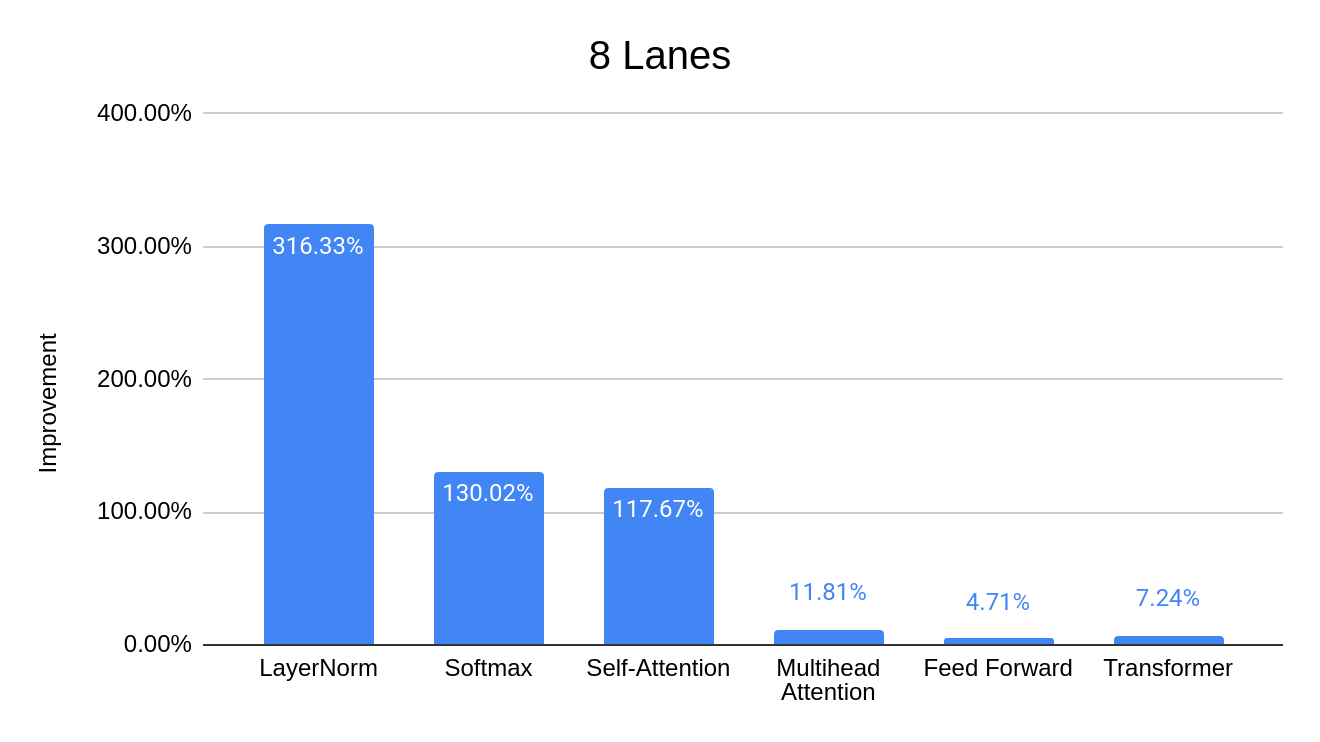 8 Lanes
400.00%
300.00%
200.00%
100.00%
0.00%
Improvement
316.33%
130.02%
117.67%
11.81%
4.71%
7.24%
LayerNorm
Softmax
Self-Attention
Multihead
Attention
Feed Forward
Transformer